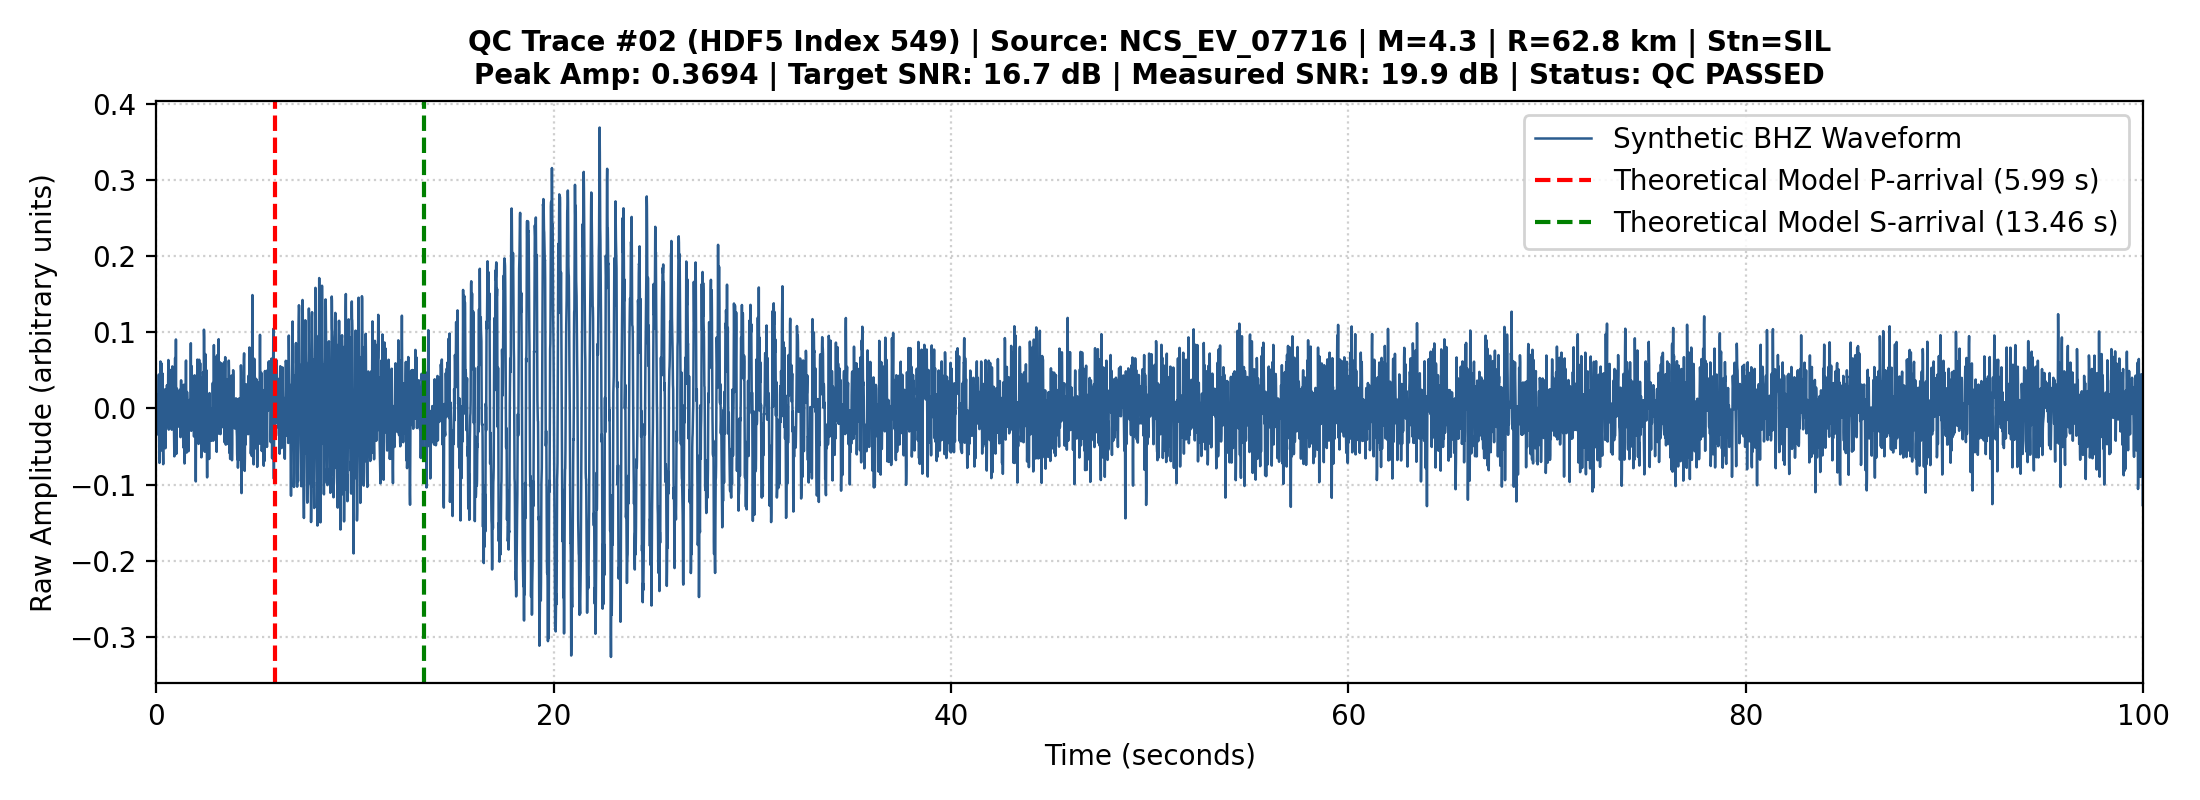 QC Trace #02 (HDF5 Index 549) | Source: NCS_EV_07716 | M=4.3 | R=62.8 km | Stn=SIL
Peak Amp: 0.3694 | Target SNR: 16.7 dB | Measured SNR: 19.9 dB | Status: QC PASSED
Raw Amplitude (arbitrary units)
0.4
0.3
0.2
0.1
0.0
−0.1
−0.2
−0.3
Synthetic BHZ Waveform
Theoretical Model P-arrival (5.99 s)
Theoretical Model S-arrival (13.46 s)
0 20 40 60 80 100
Time (seconds)